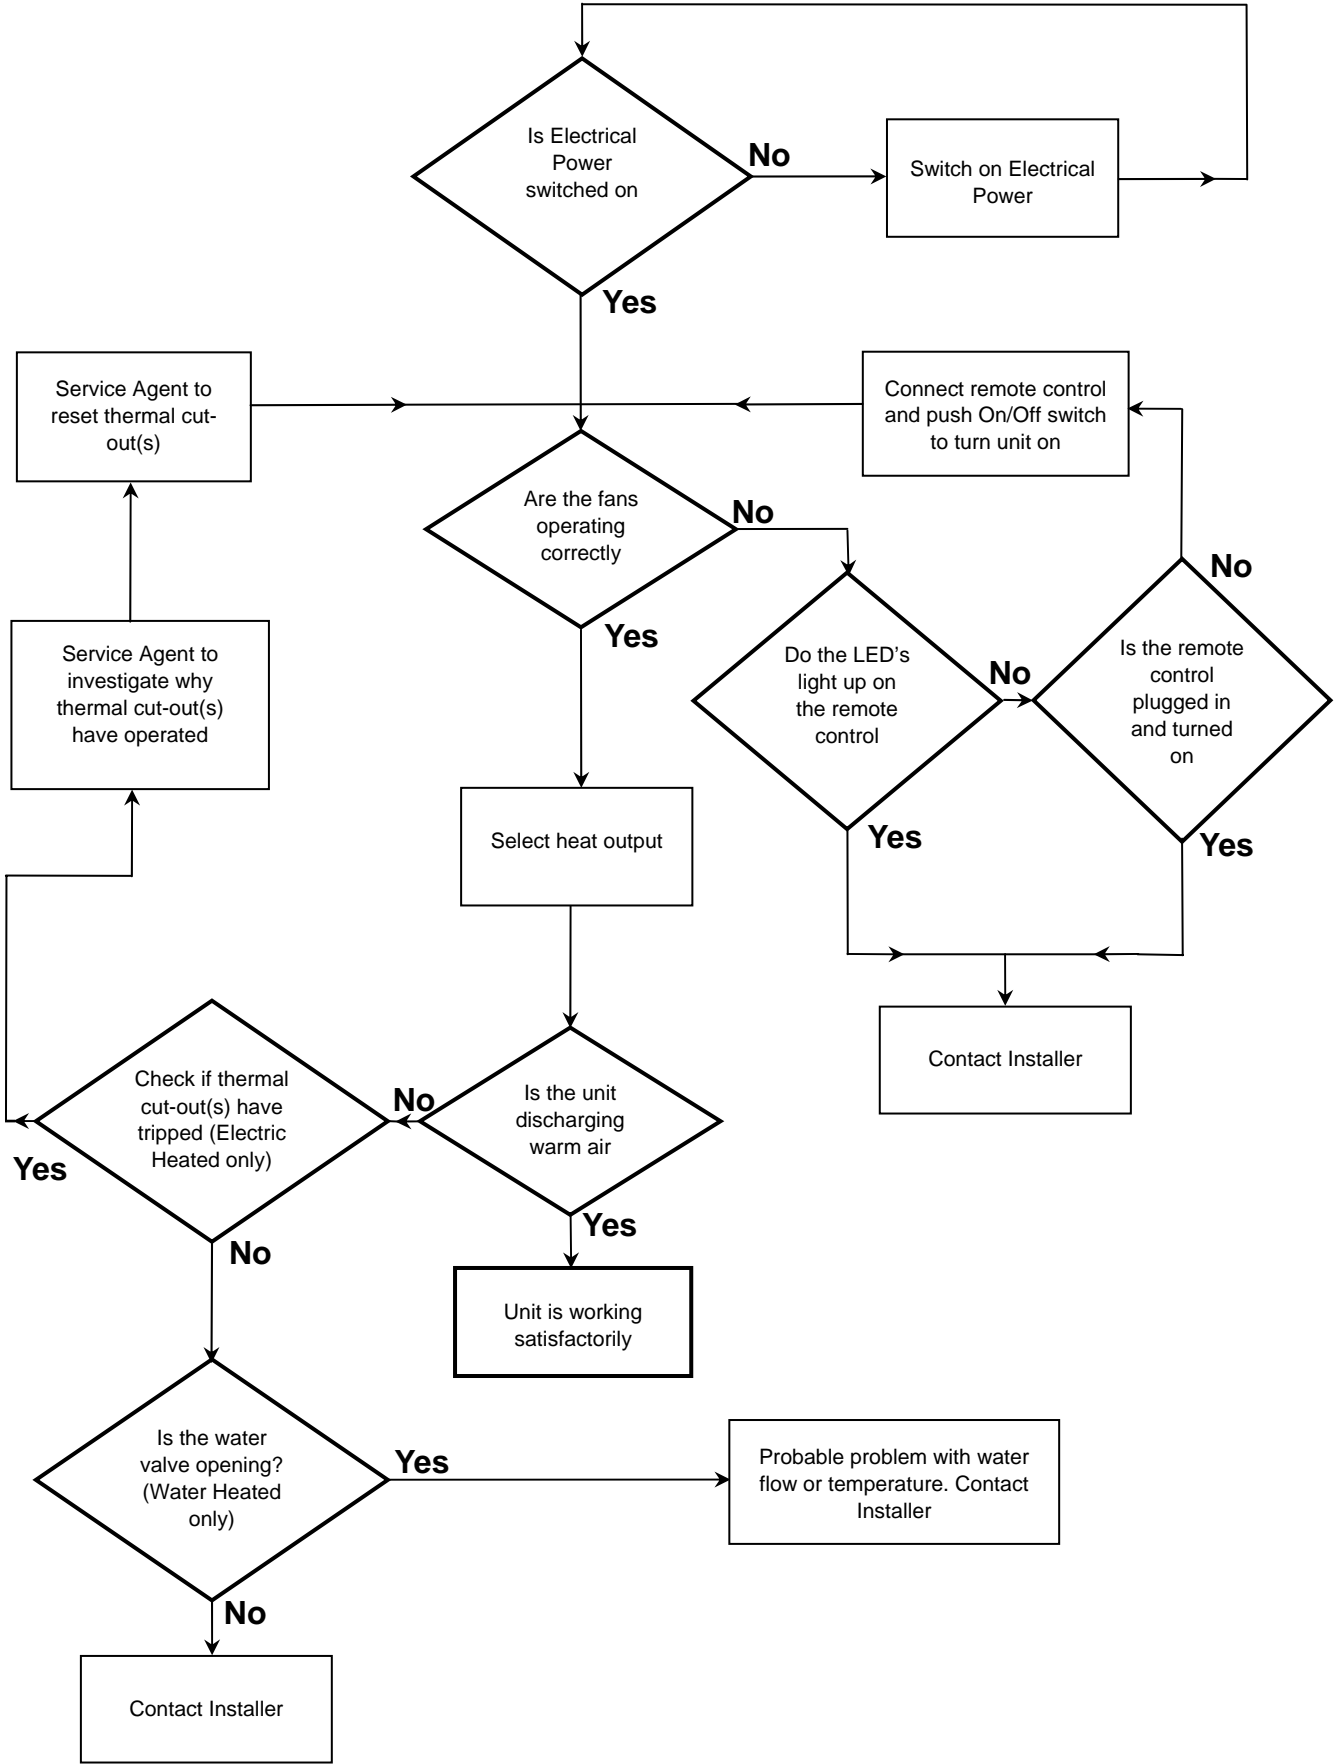 Is Electrical
Power
switched on
No
Switch on Electrical
Power
Yes
Service Agent to
reset thermal cut-
out(s)
Connect remote control
and push On/Off switch
to turn unit on
Are the fans
operating
correctly
No
Yes
No
Service Agent to
investigate why
thermal cut-out(s)
have operated
Do the LED's
light up on
the remote
control
No
Is the remote
control
plugged in
and turned
on
Yes
Yes
Select heat output
Contact Installer
Check if thermal
cut-out(s) have
tripped (Electric
Heated only)
No
Is the unit
discharging
warm air
Yes
Yes
No
Unit is working
satisfactorily
Is the water
valve opening?
(Water Heated
only)
Yes
Probable problem with water
flow or temperature. Contact
Installer
No
Contact Installer